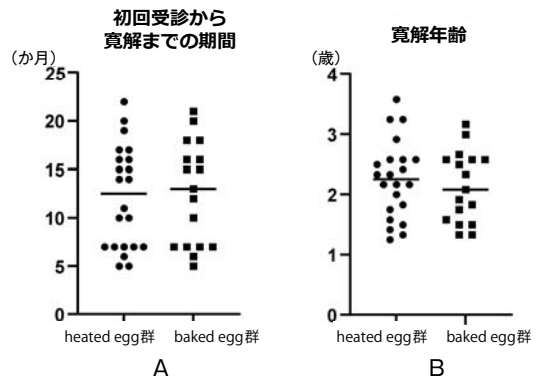 初回受診から
寛解までの期間
（か月）
25
20
15
10
5
0
heated egg群 baked egg群
A
寛解年齢
（歳）
4
3
2
1
0
heated egg群 baked egg群
B